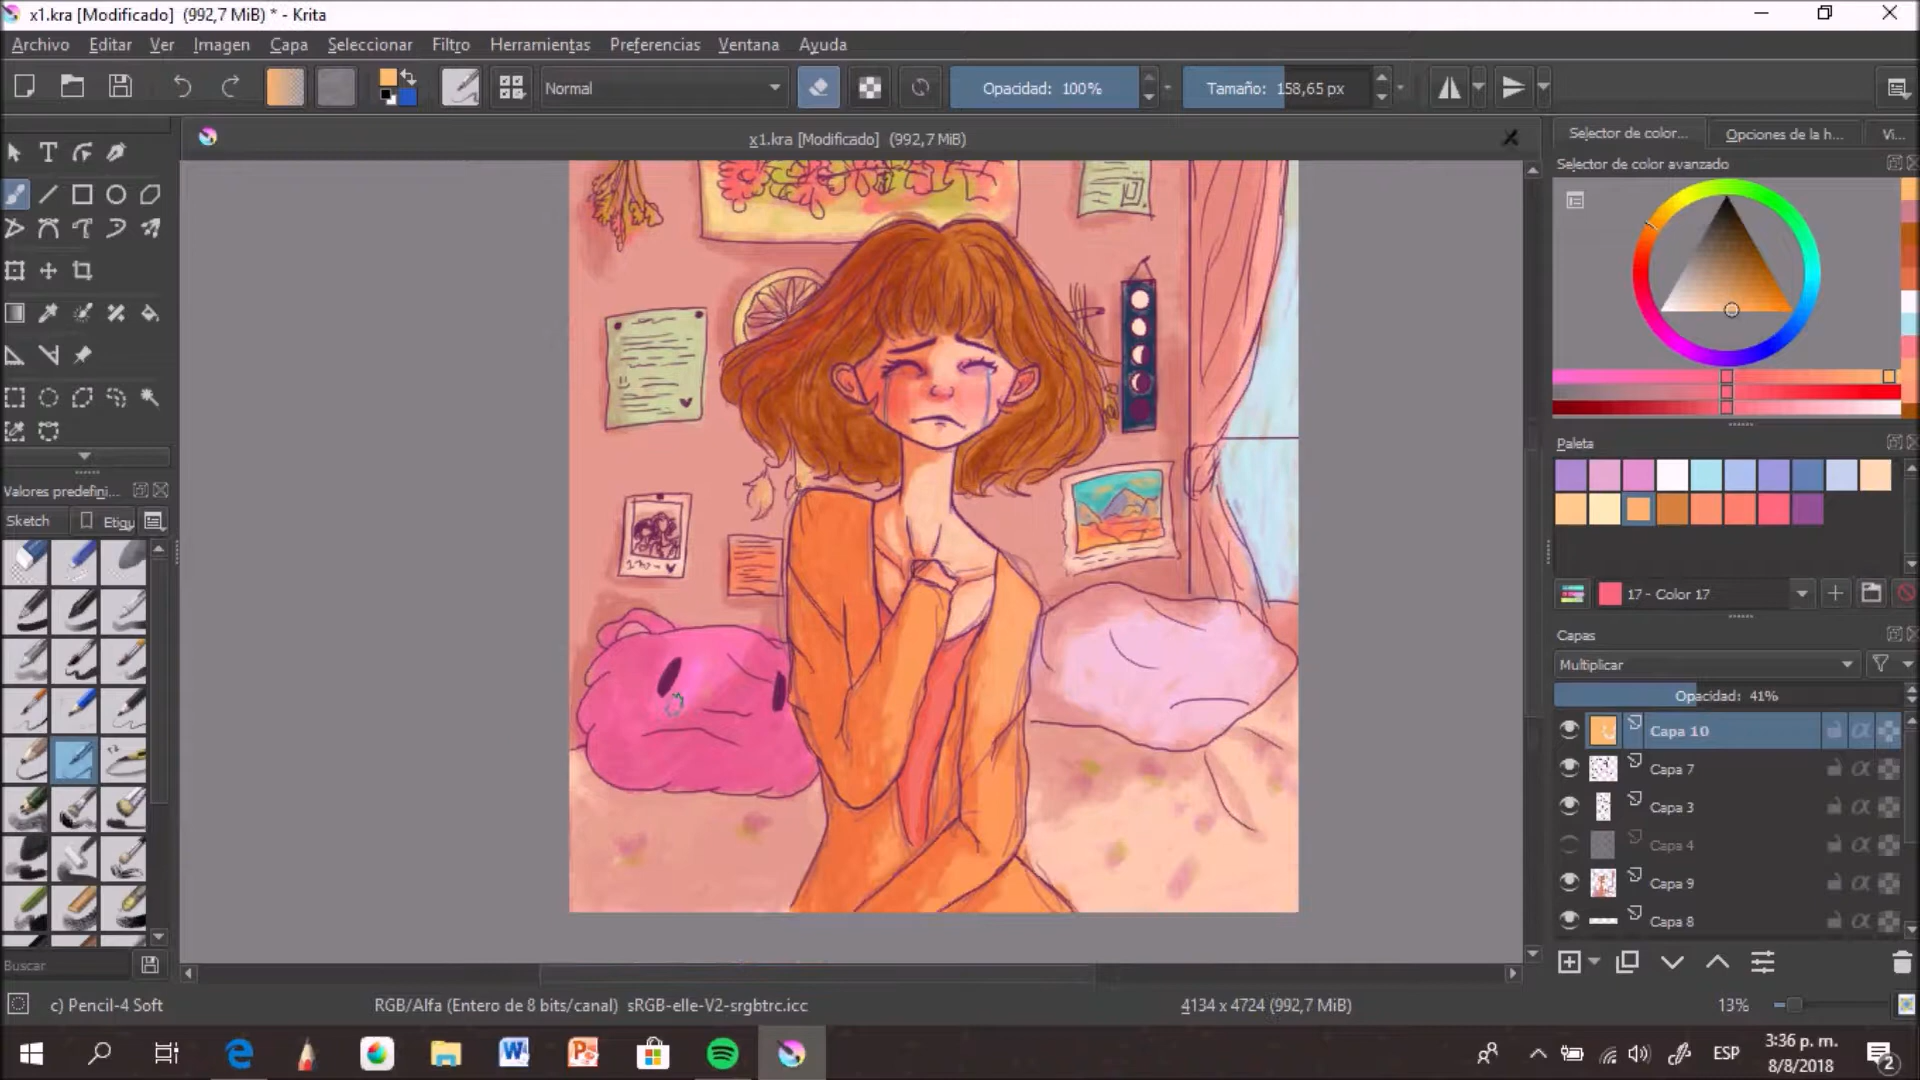 x1.kra [Modificado] (992,7 MiB) * - Krita
Archivo Editar Ver Imagen Capa Seleccionar Filtro Herramientas Preferencias Ventana Ayuda
Normal Opacidad: 100% Tamaño: 158,65 px
x1.kra [Modificado] (992,7 MiB)
Selector de color... Opciones de la h... Vi...
Selector de color avanzado
Paleta
Valores predefini...
Sketch Etiqu
17 - Color 17
Capas
Multiplicar
Opacidad: 41%
Capa 10
Capa 7
Capa 3
Capa 4
Capa 9
Capa 8
Buscar
c) Pencil-4 Soft RGB/Alfa (Entero de 8 bits/canal) sRGB-elle-V2-srgbtrc.icc 4134 x 4724 (992,7 MiB) 13%
ESP
3:36 p. m.
8/8/2018
2